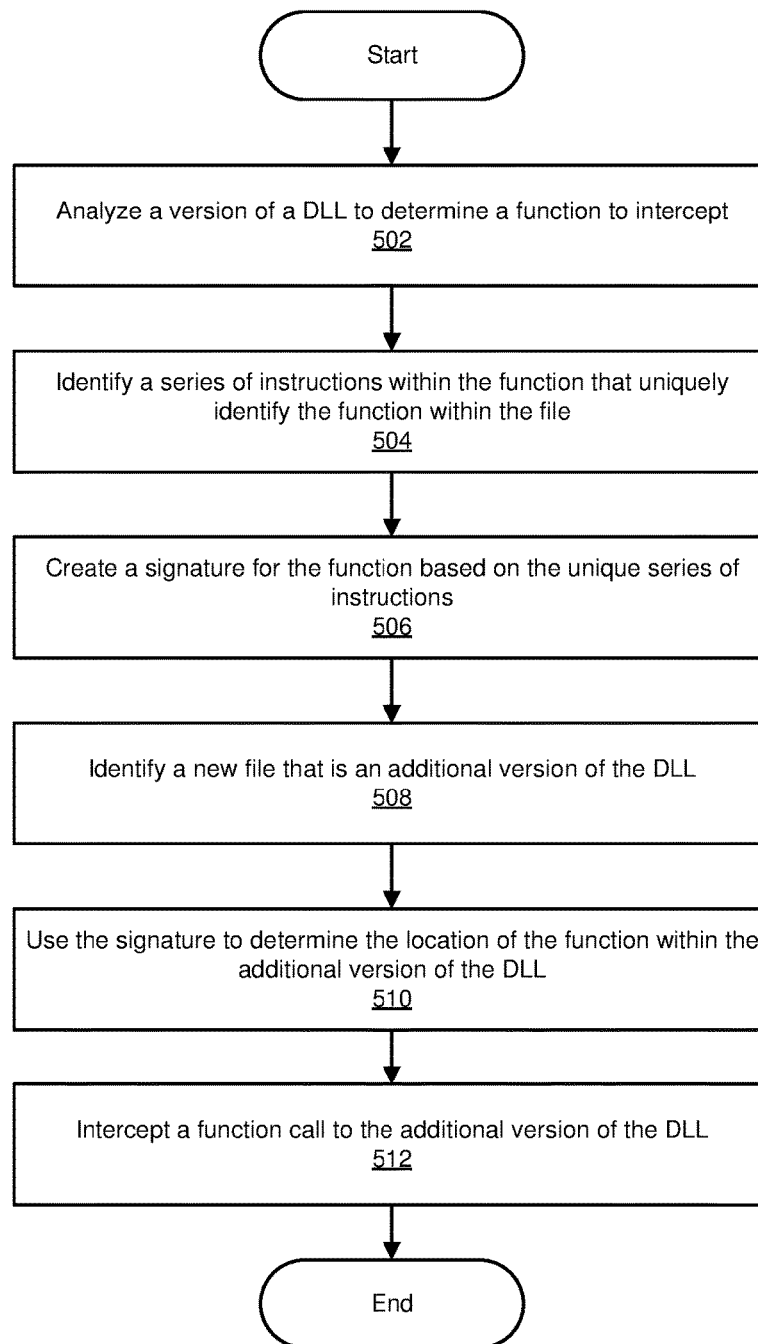 Start
Analyze a version of a DLL to determine a function to intercept
502
Identify a series of instructions within the function that uniquely
identify the function within the file
504
Create a signature for the function based on the unique series of
instructions
506
Identify a new file that is an additional version of the DLL
508
Use the signature to determine the location of the function within the
additional version of the DLL
510
Intercept a function call to the additional version of the DLL
512
End